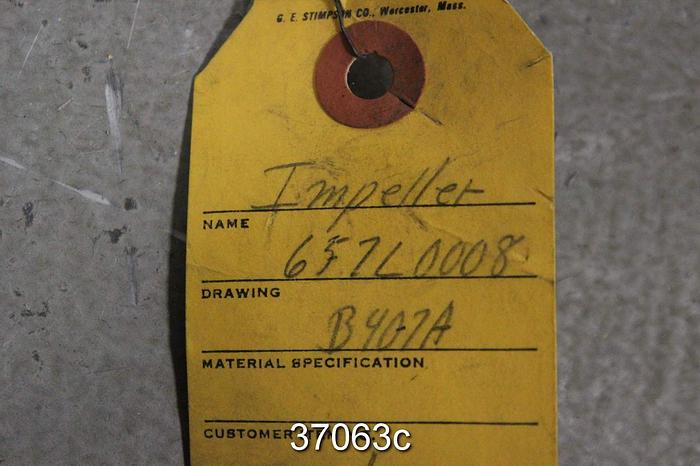 G. E. STIMPSON CO., Worcester, Mass.
Impeller
NAME
657L0008
DRAWING
B407A
MATERIAL SPECIFICATION
CUSTOMER
37063c